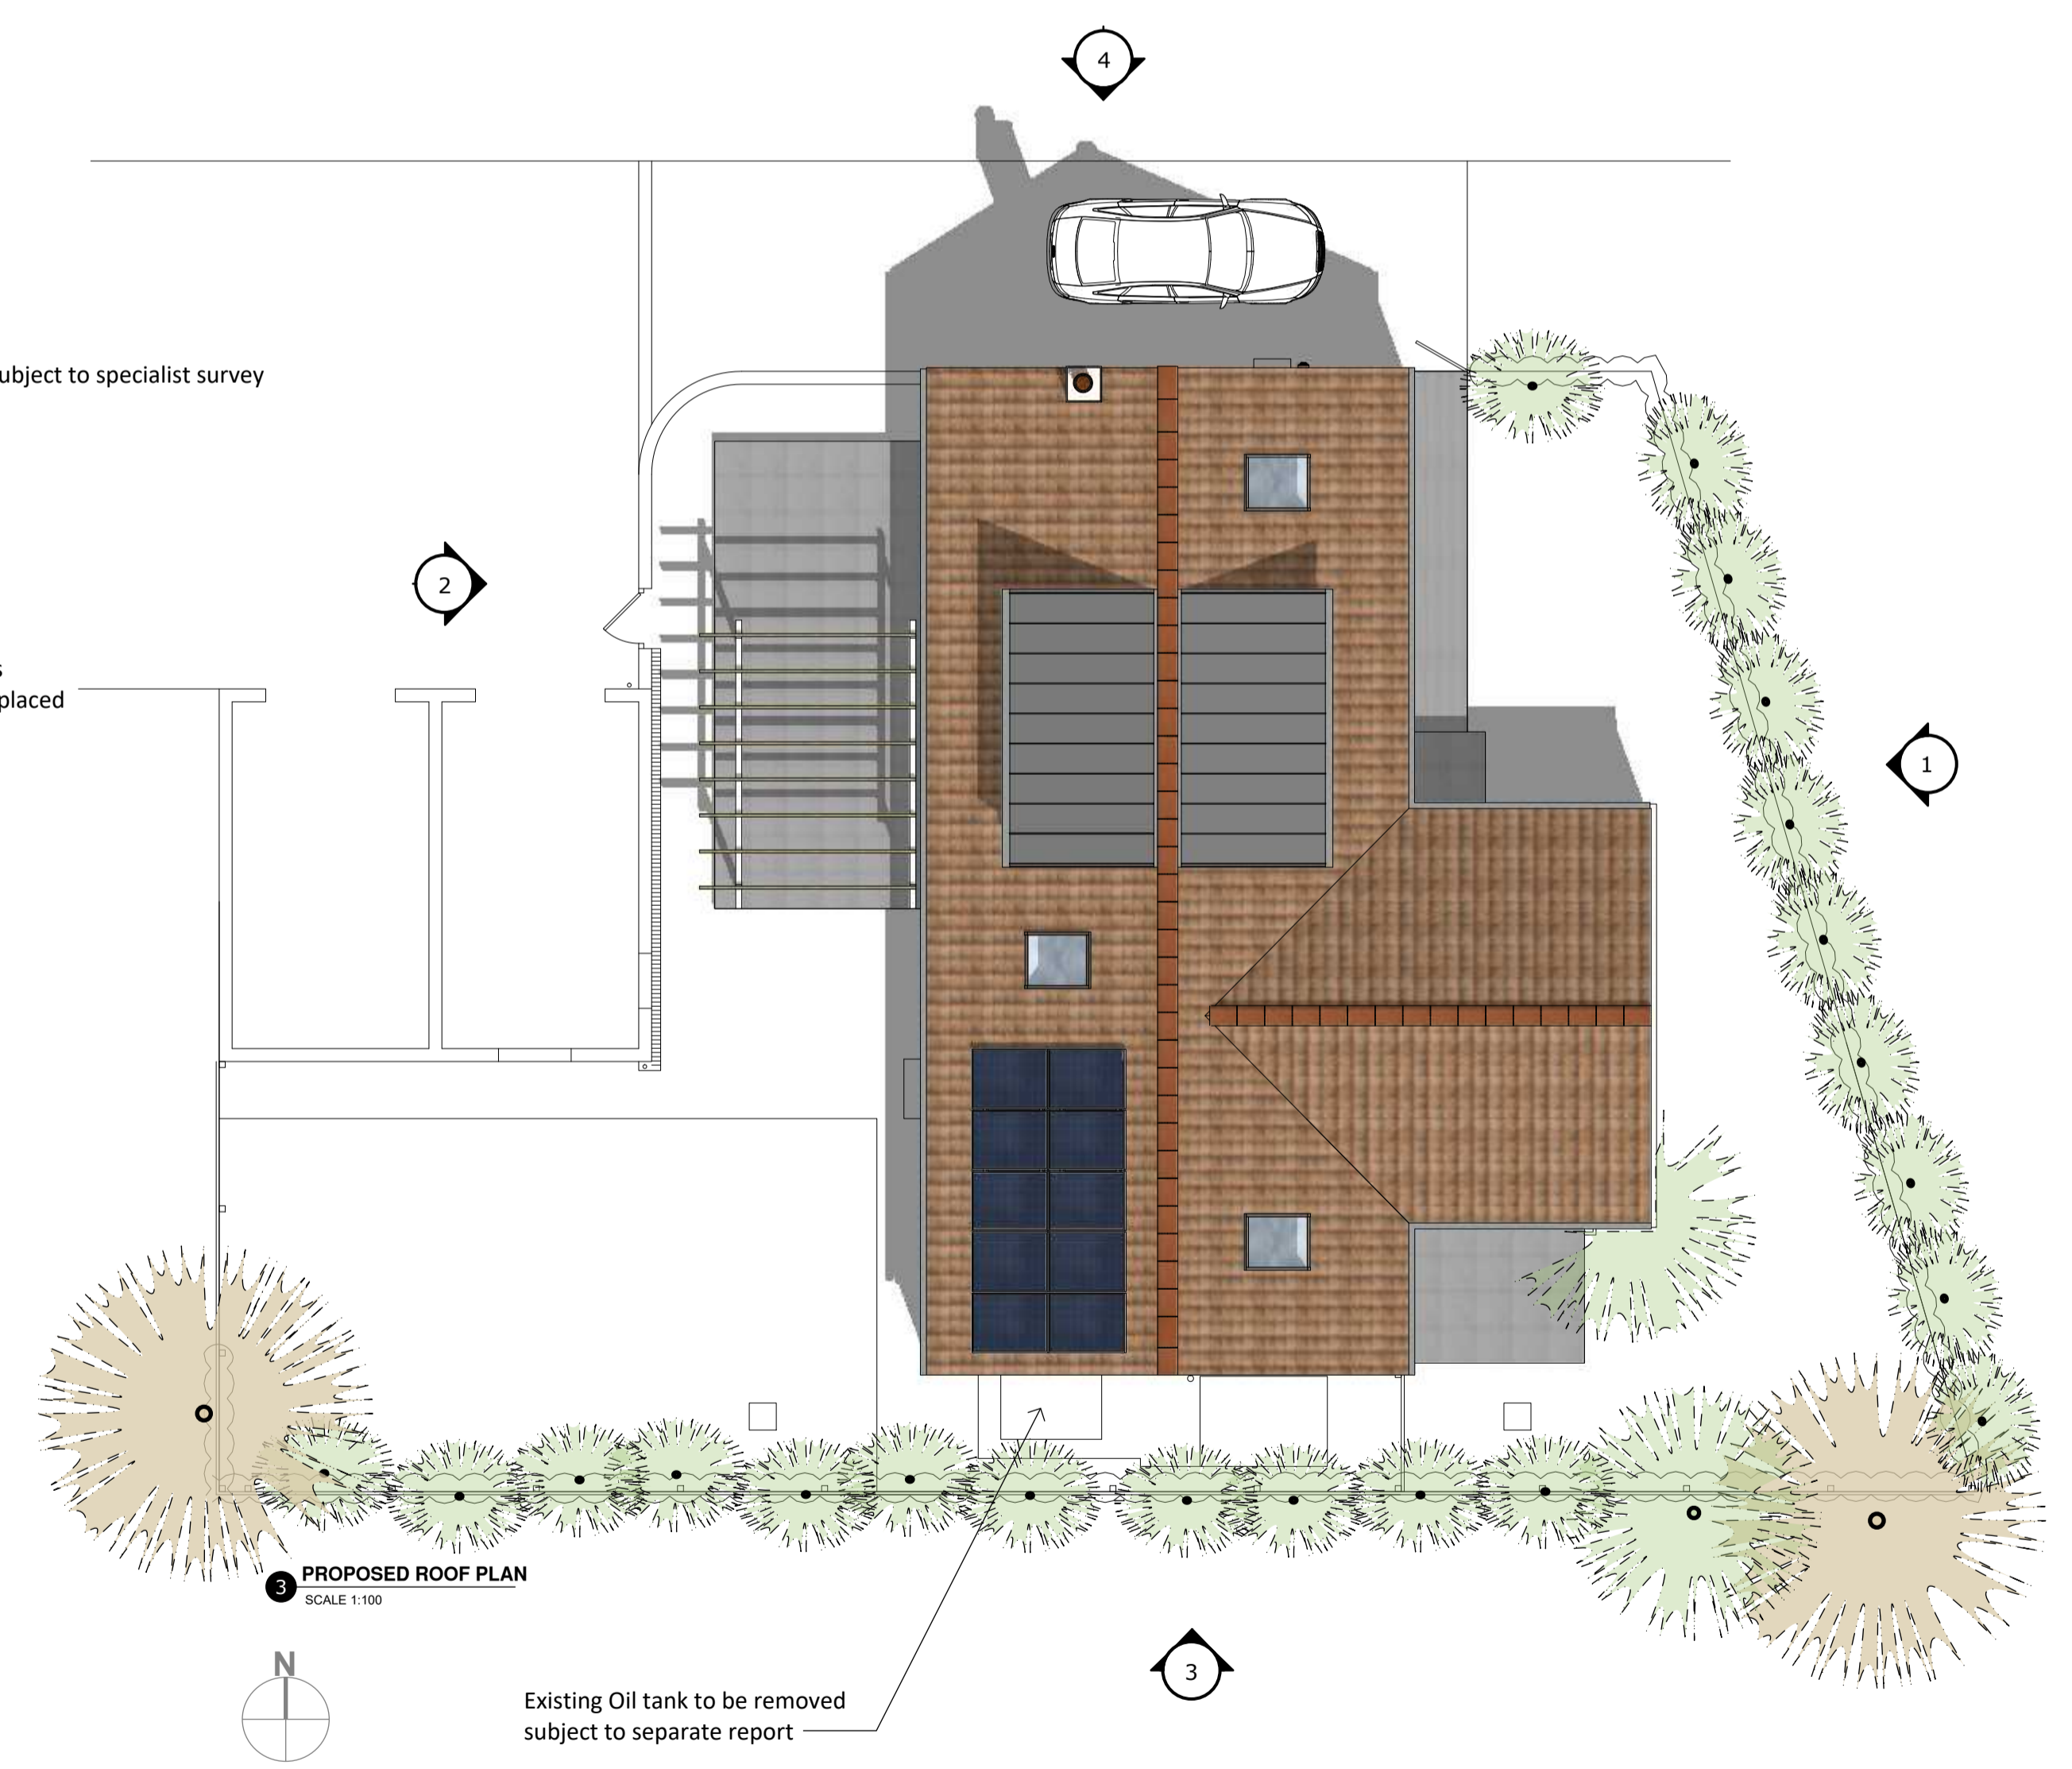 4
ubject to specialist survey
2
s
placed
1
3 PROPOSED ROOF PLAN
SCALE 1:100
N
3
Existing Oil tank to be removed
subject to separate report